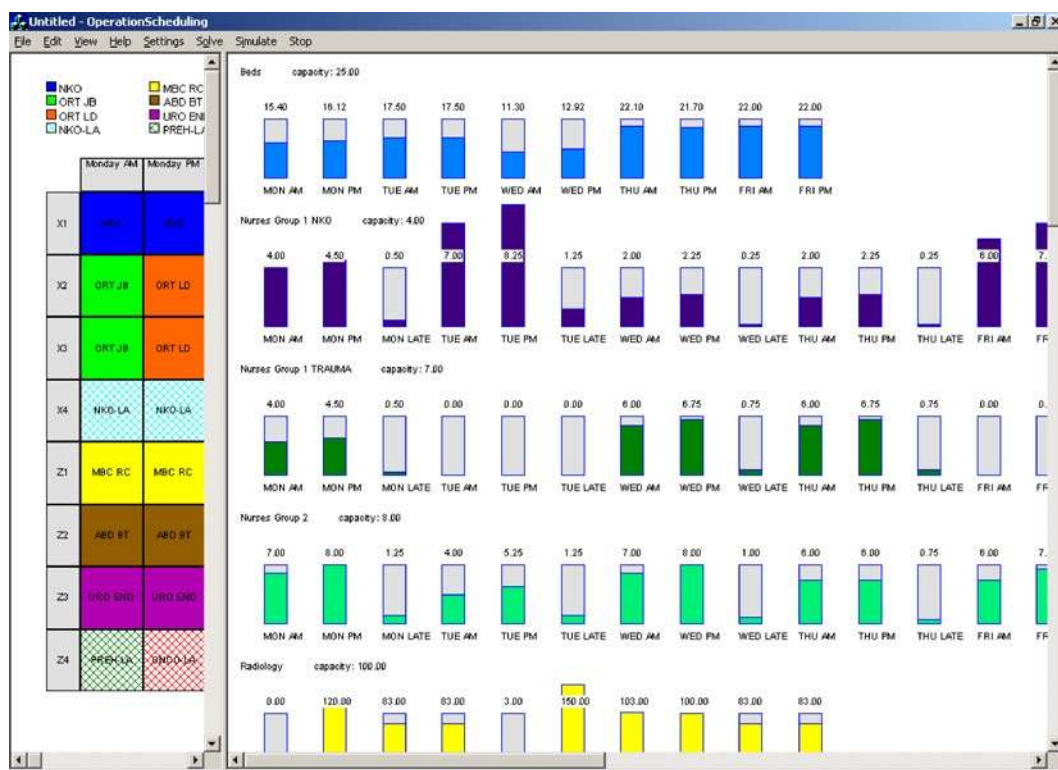 Untitled - OperationScheduling
File Edit View Help Settings Solve Simulate Stop
NKO MBC RC
ORT JB ABD BT
ORT LD URO END
NKO-LA PREH-LA
Monday AM Monday PM
X1 NKO NKO
X2 ORT JB ORT LD
X3 ORT JB ORT LD
X4 NKO-LA NKO-LA
Z1 MBC RC MBC RC
Z2 ABD BT ABD BT
Z3 URO END URO END
Z4 PREH-LA
Beds capacity: 25.00
15.40 16.12 17.50 17.50 11.30 12.92 22.10 21.70 22.00 22.00
MON AM MON PM TUE AM TUE PM WED AM WED PM THU AM THU PM FRI AM FRI PM
Nurses Group 1 NKO capacity: 4.00
4.00 4.50 0.50 7.00 8.25 1.25 2.00 2.25 0.25 2.00 2.25 0.25 6.00 7.
MON AM MON PM MON LATE TUE AM TUE PM TUE LATE WED AM WED PM WED LATE THU AM THU PM THU LATE FRI AM FR
Nurses Group 1 TRAUMA capacity: 7.00
4.00 4.50 0.50 0.00 0.00 0.00 6.00 6.75 0.75 6.00 6.75 0.75 0.00 0.
MON AM MON PM MON LATE TUE AM TUE PM TUE LATE WED AM WED PM WED LATE THU AM THU PM THU LATE FRI AM FR
Nurses Group 2 capacity: 8.00
7.00 8.00 1.25 4.00 5.25 1.25 7.00 8.00 1.00 6.00 6.00 0.75 6.00 7.
MON AM MON PM MON LATE TUE AM TUE PM TUE LATE WED AM WED PM WED LATE THU AM THU PM THU LATE FRI AM FR
Radiology capacity: 100.00
0.00 120.00 83.00 83.00 3.00 150.00 103.00 100.00 83.00 83.00